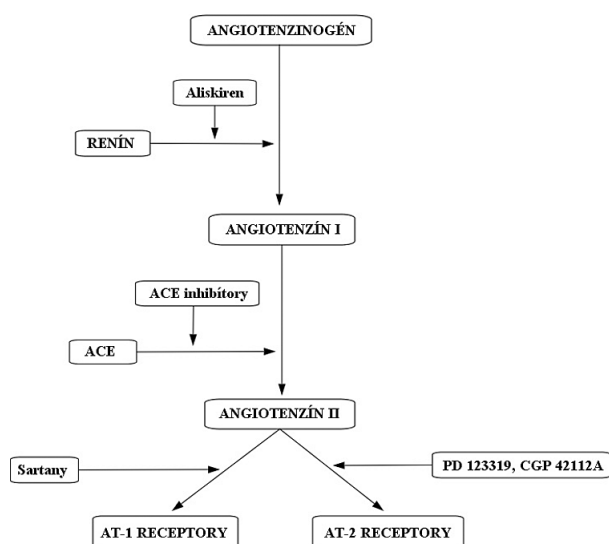 ANGIOTENZINOGÉN
Aliskiren
RENÍN
ANGIOTENZÍN I
ACE inhibítory
ACE
ANGIOTENZÍN II
Sartany
PD 123319, CGP 42112A
AT-1 RECEPTORY
AT-2 RECEPTORY